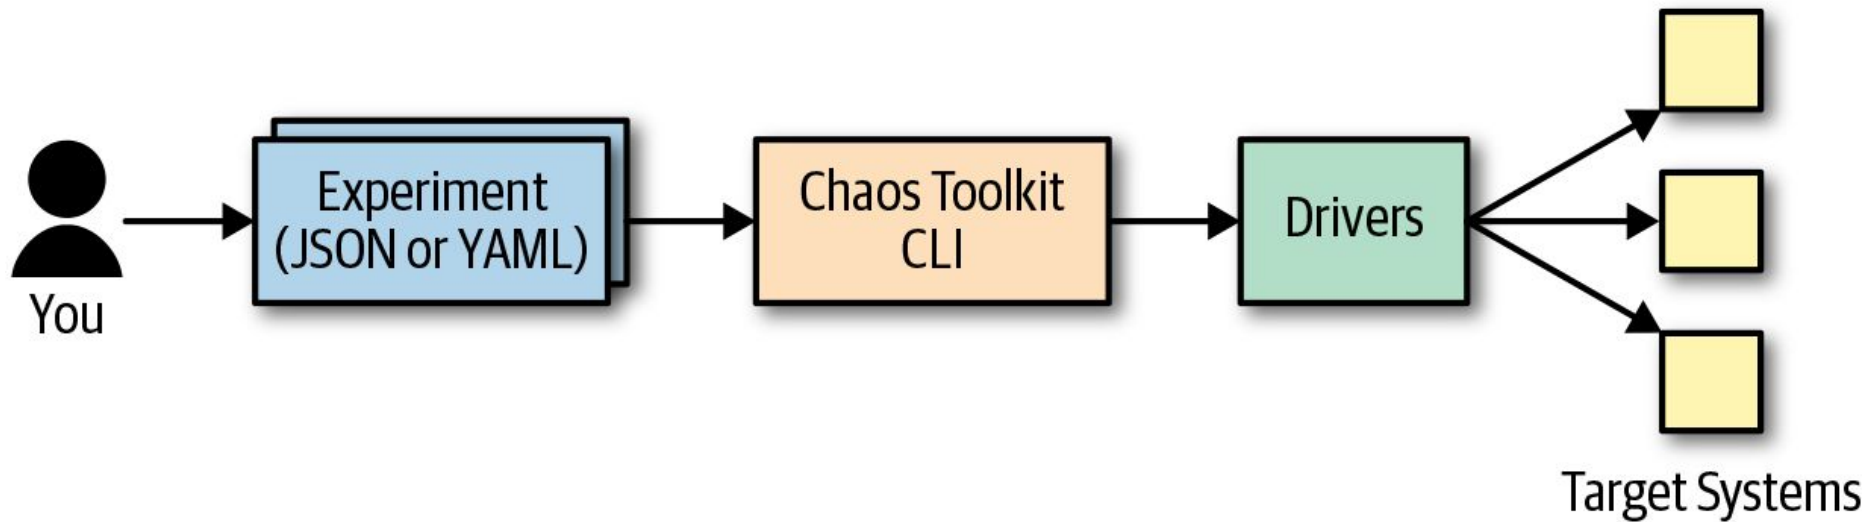 You
Experiment
(JSON or YAML)
Chaos Toolkit
CLI
Drivers
Target Systems